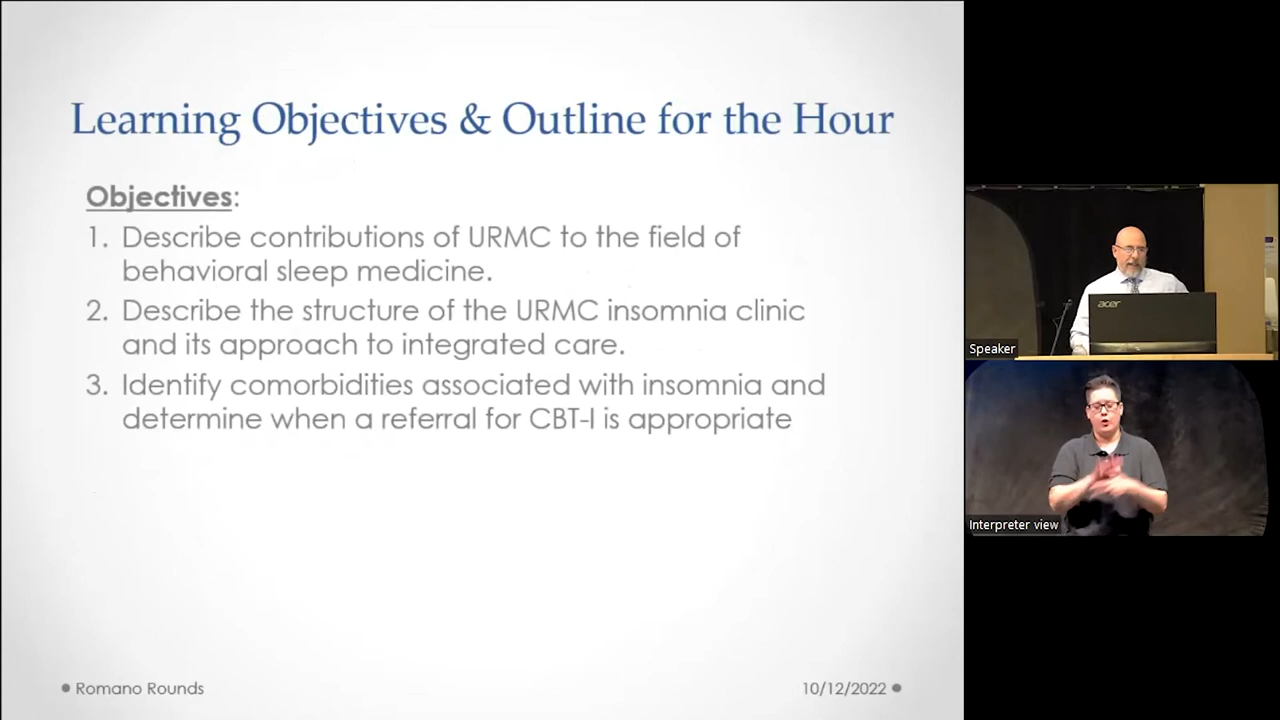 Learning Objectives & Outline for the Hour
Objectives:
1. Describe contributions of URMC to the field of
behavioral sleep medicine.
2. Describe the structure of the URMC insomnia clinic
and its approach to integrated care.
3. Identify comorbidities associated with insomnia and
determine when a referral for CBT-I is appropriate
Romano Rounds
10/12/2022
acer
Speaker
Interpreter view